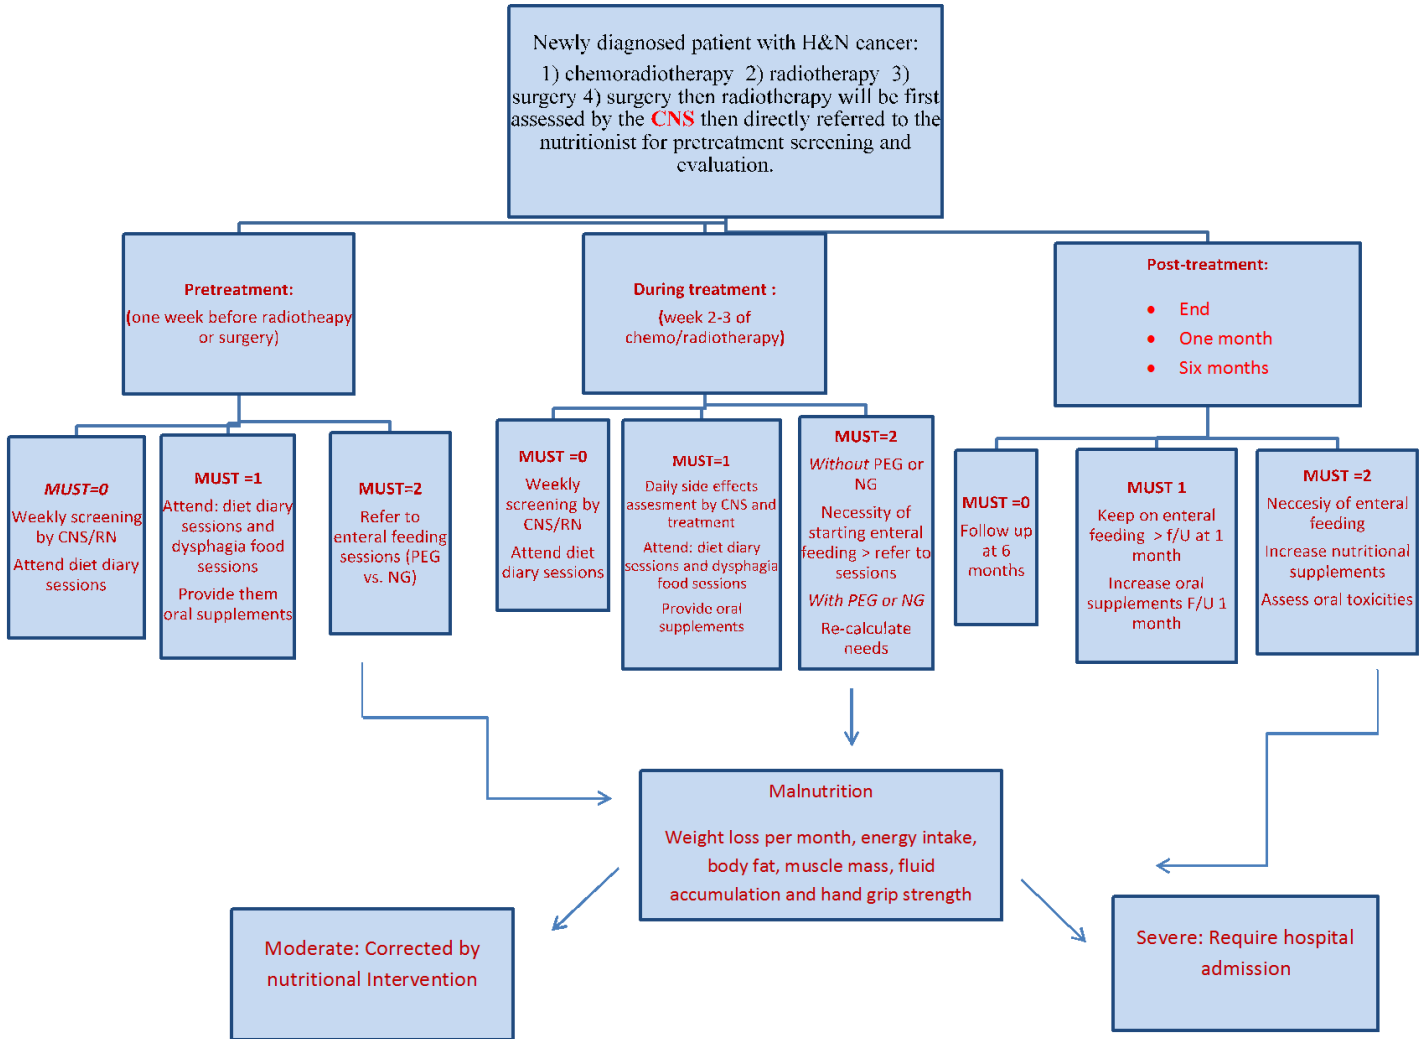 Newly diagnosed patient with H&N cancer:
1) chemoradiotherapy 2) radiotherapy 3)
surgery 4) surgery then radiotherapy will be first
assessed by the CNS then directly referred to the
nutritionist for pretreatment screening and
evaluation.
Pretreatment:
(one week before radiotheapy
or surgery)
During treatment :
(week 2-3 of
chemo/radiotherapy)
Post-treatment:
• End
• One month
• Six months
MUST=0
Weekly screening
by CNS/RN
Attend diet diary
sessions
MUST =1
Attend: diet diary
sessions and
dysphagia food
sessions
Provide them
oral supplements
MUST=2
Refer to
enteral feeding
sessions (PEG
vs. NG)
MUST =0
Weekly
screening by
CNS/RN
Attend diet
diary sessions
MUST=1
Daily side effects
assesment by CNS and
treatment
Attend: diet diary
sessions and dysphagia
food sessions
Provide oral
supplements
MUST=2
Without PEG or
NG
Necessity of
starting enteral
feeding > refer to
sessions
With PEG or NG
Re-calculate
needs
MUST =0
Follow up
at 6
months
MUST 1
Keep on enteral
feeding > f/U at 1
month
Increase oral
supplements F/U 1
month
MUST =2
Neccesiy of enteral
feeding
Increase nutritional
supplements
Assess oral toxicities
Malnutrition
Weight loss per month, energy intake,
body fat, muscle mass, fluid
accumulation and hand grip strength
Moderate: Corrected by
nutritional Intervention
Severe: Require hospital
admission